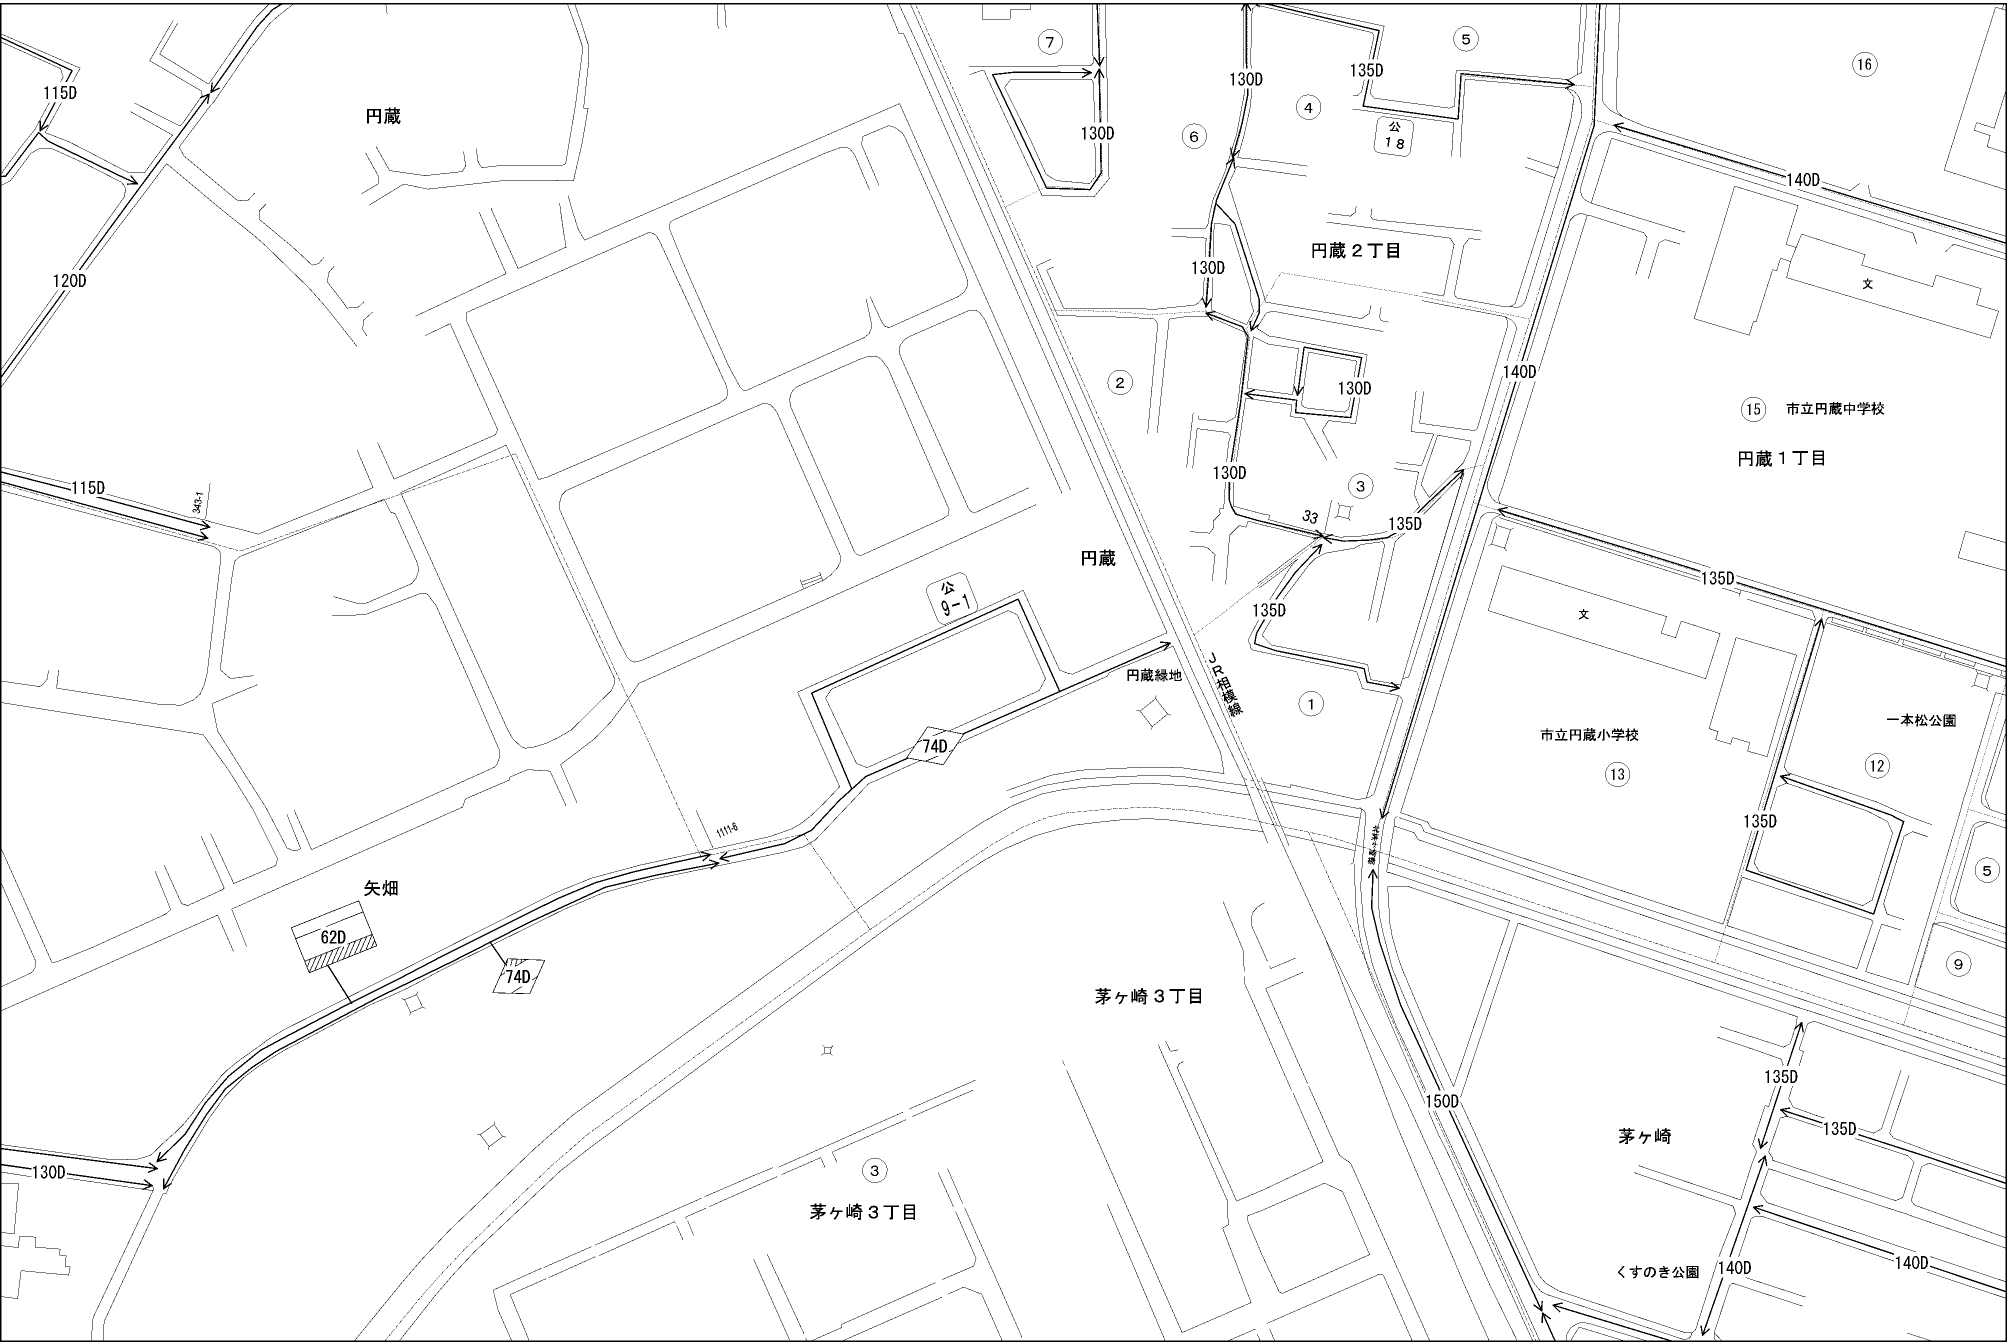 ⑦
⑤
130D
135D
⑯
115D
円蔵
④
公
18
⑥
130D
140D
円蔵２丁目
130D
120D
文
②
140D
130D
⑮
市立円蔵中学校
円蔵１丁目
130D
③
115D
343-1
33
135D
円蔵
135D
公
9-1
135D
文
ＪＲ相模線
円蔵緑地
①
一本松公園
市立円蔵小学校
74D
⑬
⑫
135D
1111-6
⑤
矢畑
62D
74D
⑨
茅ヶ崎３丁目
135D
150D
135D
茅ヶ崎
130D
③
茅ヶ崎３丁目
くすのき公園
140D
140D